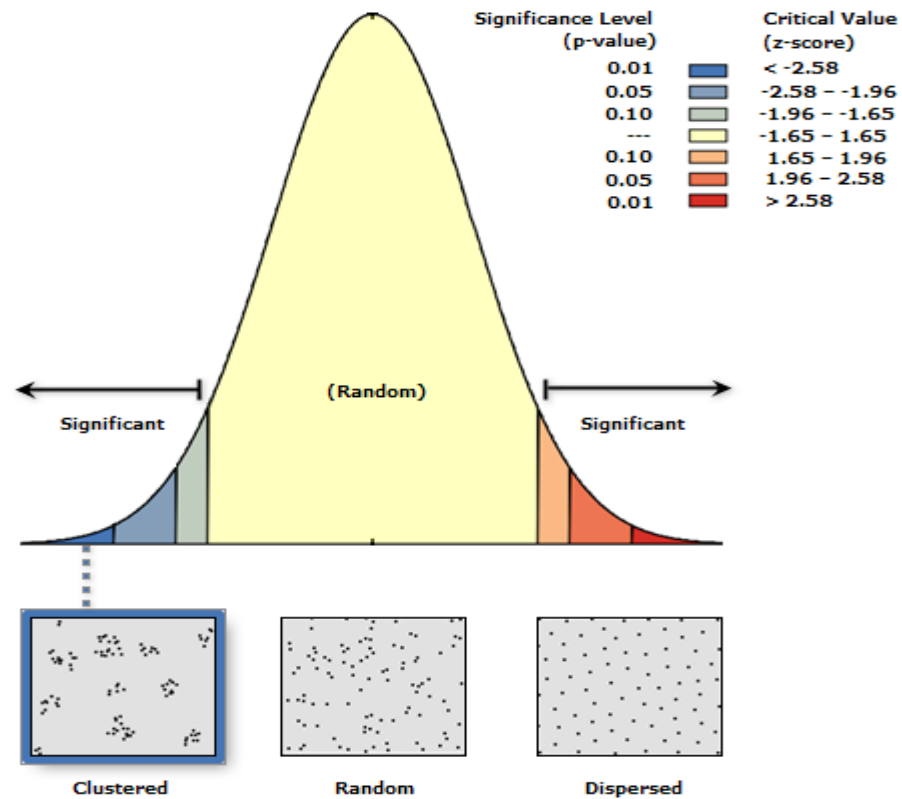 Significance Level Critical Value
(p-value) (z-score)
0.01 < -2.58
0.05 -2.58 – -1.96
0.10 -1.96 – -1.65
--- -1.65 – 1.65
0.10 1.65 – 1.96
0.05 1.96 – 2.58
0.01 > 2.58
(Random)
Significant Significant
Clustered Random Dispersed